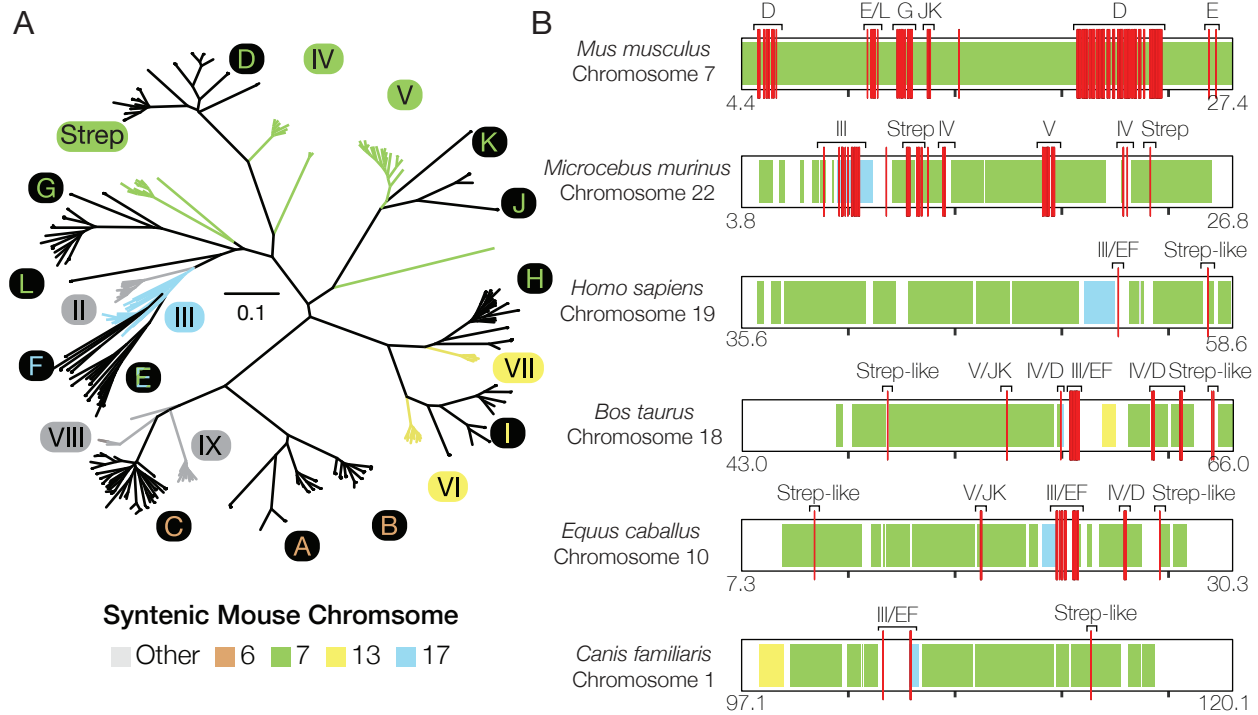 A
D
IV
V
Strep
K
G
J
L
II
III
0.1
H
F
E
VII
VIII
IX
I
VI
C
A
B
Syntenic Mouse Chromsome
Other 6 7 13 17
B
D E/L G JK D E
Mus musculus
Chromosome 7
4.4 27.4
III Strep IV V IV Strep
Microcebus murinus
Chromosome 22
3.8 26.8
III/EF Strep-like
Homo sapiens
Chromosome 19
35.6 58.6
Strep-like V/JK IV/D III/EF IV/D Strep-like
Bos taurus
Chromosome 18
43.0 66.0
Strep-like V/JK III/EF IV/D Strep-like
Equus caballus
Chromosome 10
7.3 30.3
III/EF Strep-like
Canis familiaris
Chromosome 1
97.1 120.1